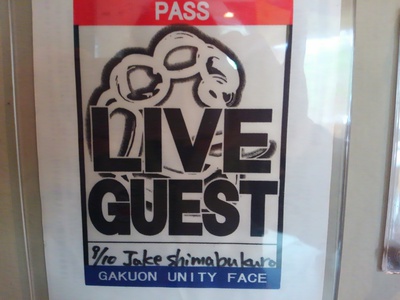 PASS
LIVE
GUEST
9/10 Jake Shimabukuro
GAKUON UNITY FACE